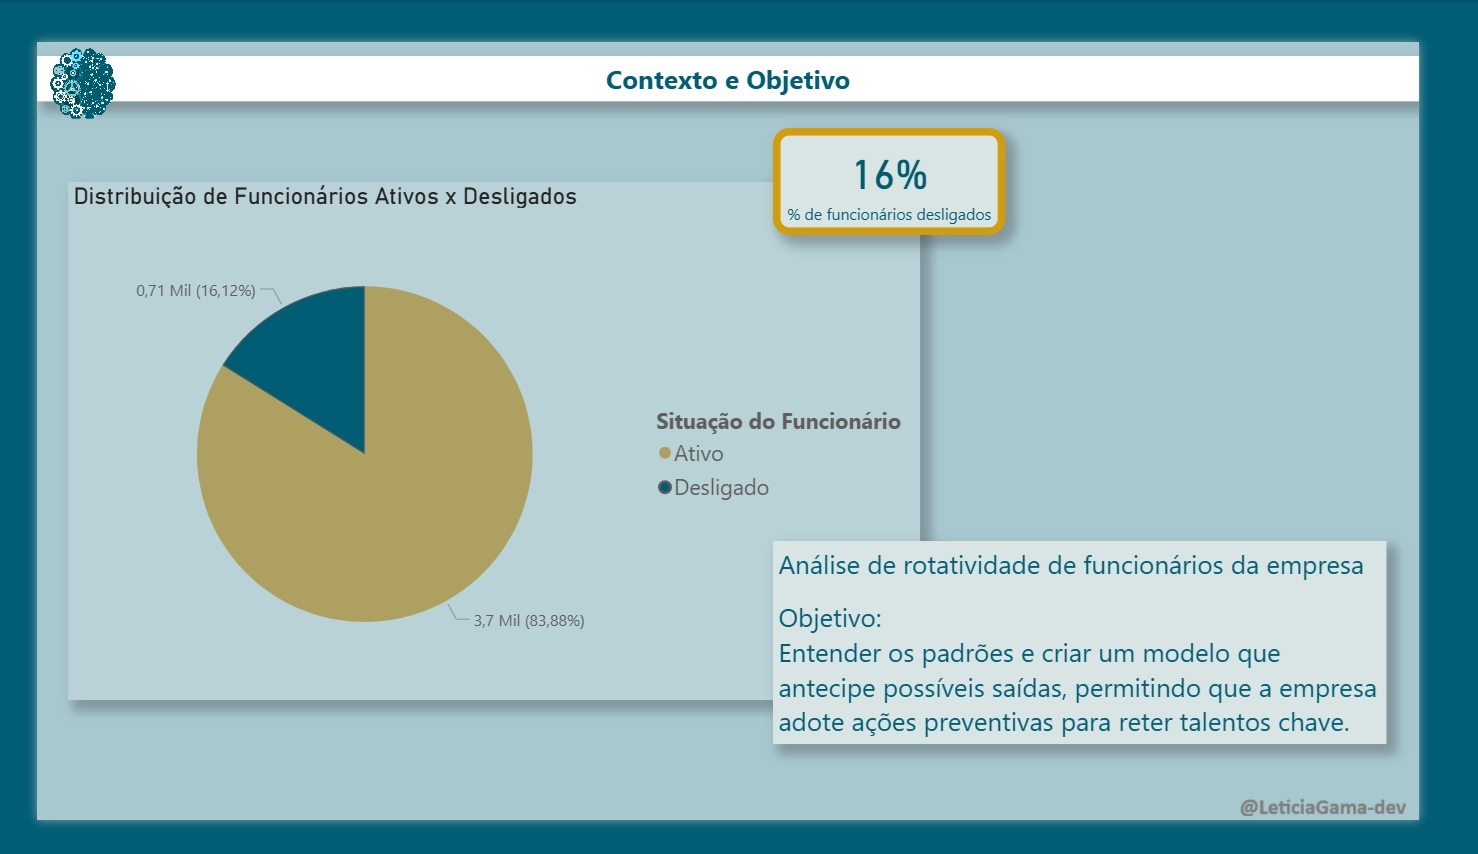 Contexto e Objetivo
16%
% de funcionários desligados
Distribuição de Funcionários Ativos x Desligados
0,71 Mil (16,12%)
3,7 Mil (83,88%)
Situação do Funcionário
Ativo
Desligado
Análise de rotatividade de funcionários da empresa
Objetivo:
Entender os padrões e criar um modelo que
antecipe possíveis saídas, permitindo que a empresa
adote ações preventivas para reter talentos chave.
@LeticiaGama-dev